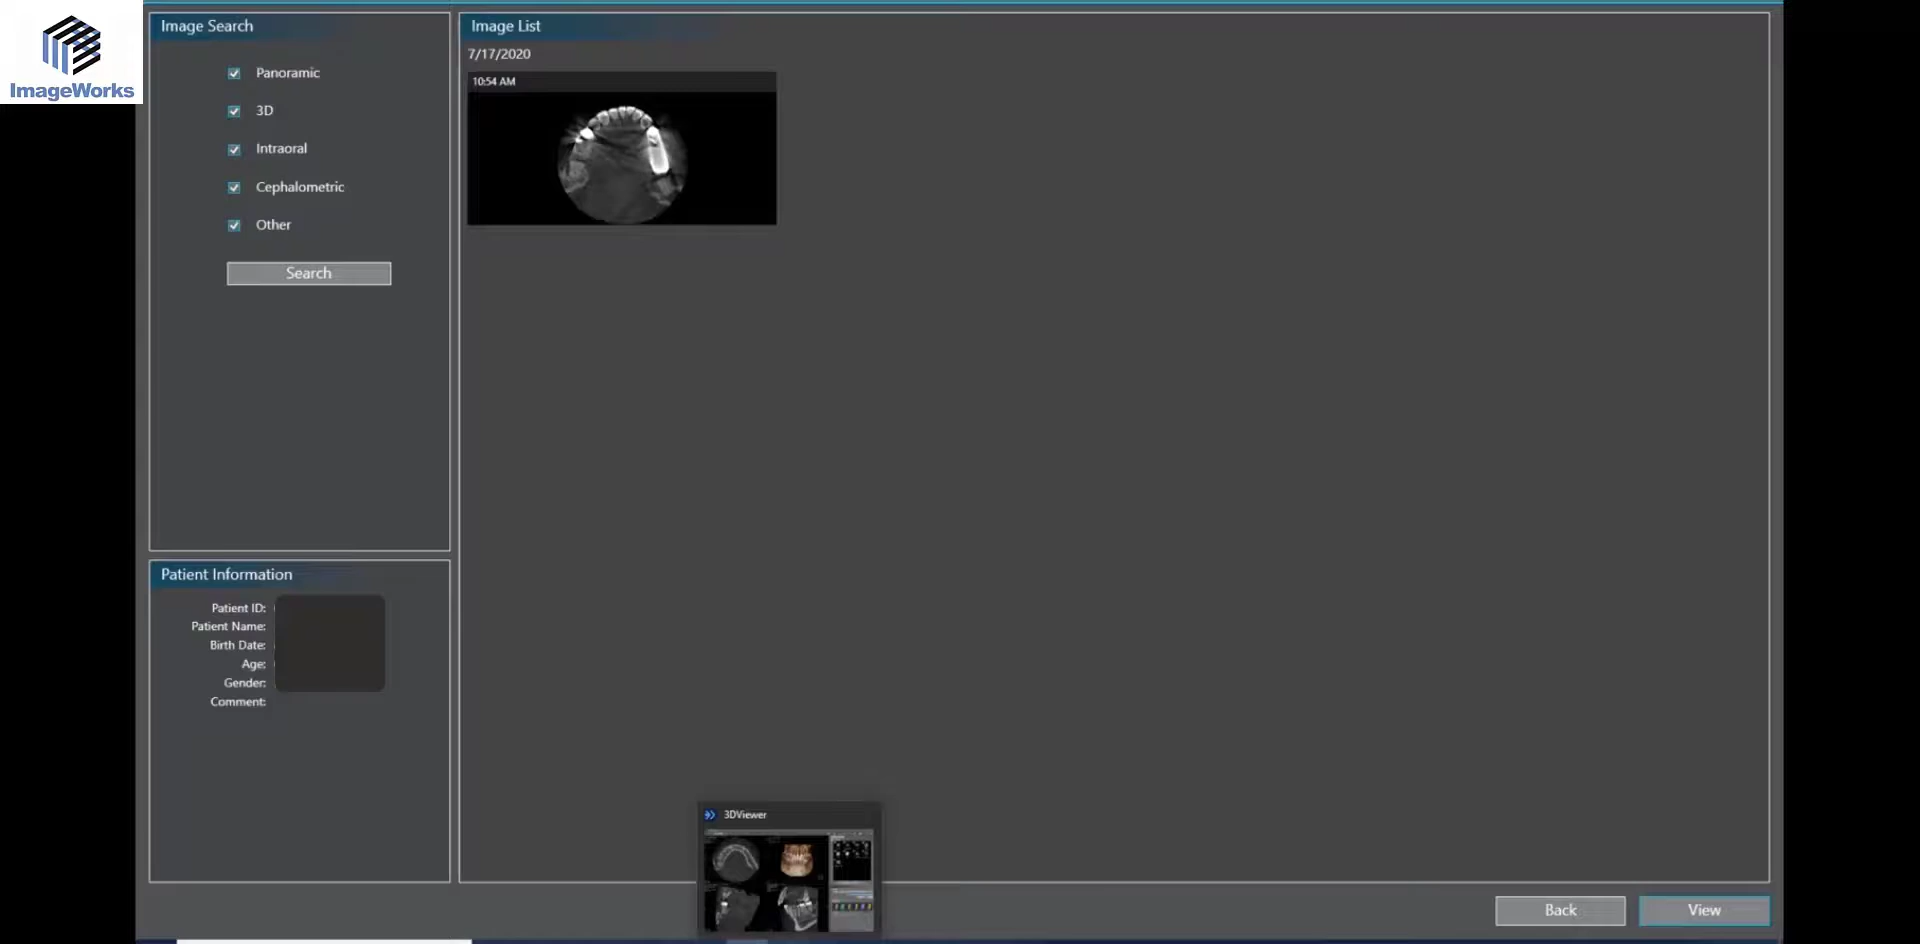 ImageWorks
Image Search
Panoramic
3D
Intraoral
Cephalometric
Other
Search
Image List
7/17/2020
10:54 AM
Patient Information
Patient ID:
Patient Name:
Birth Date:
Age:
Gender:
Comment:
3DViewer
Back
View